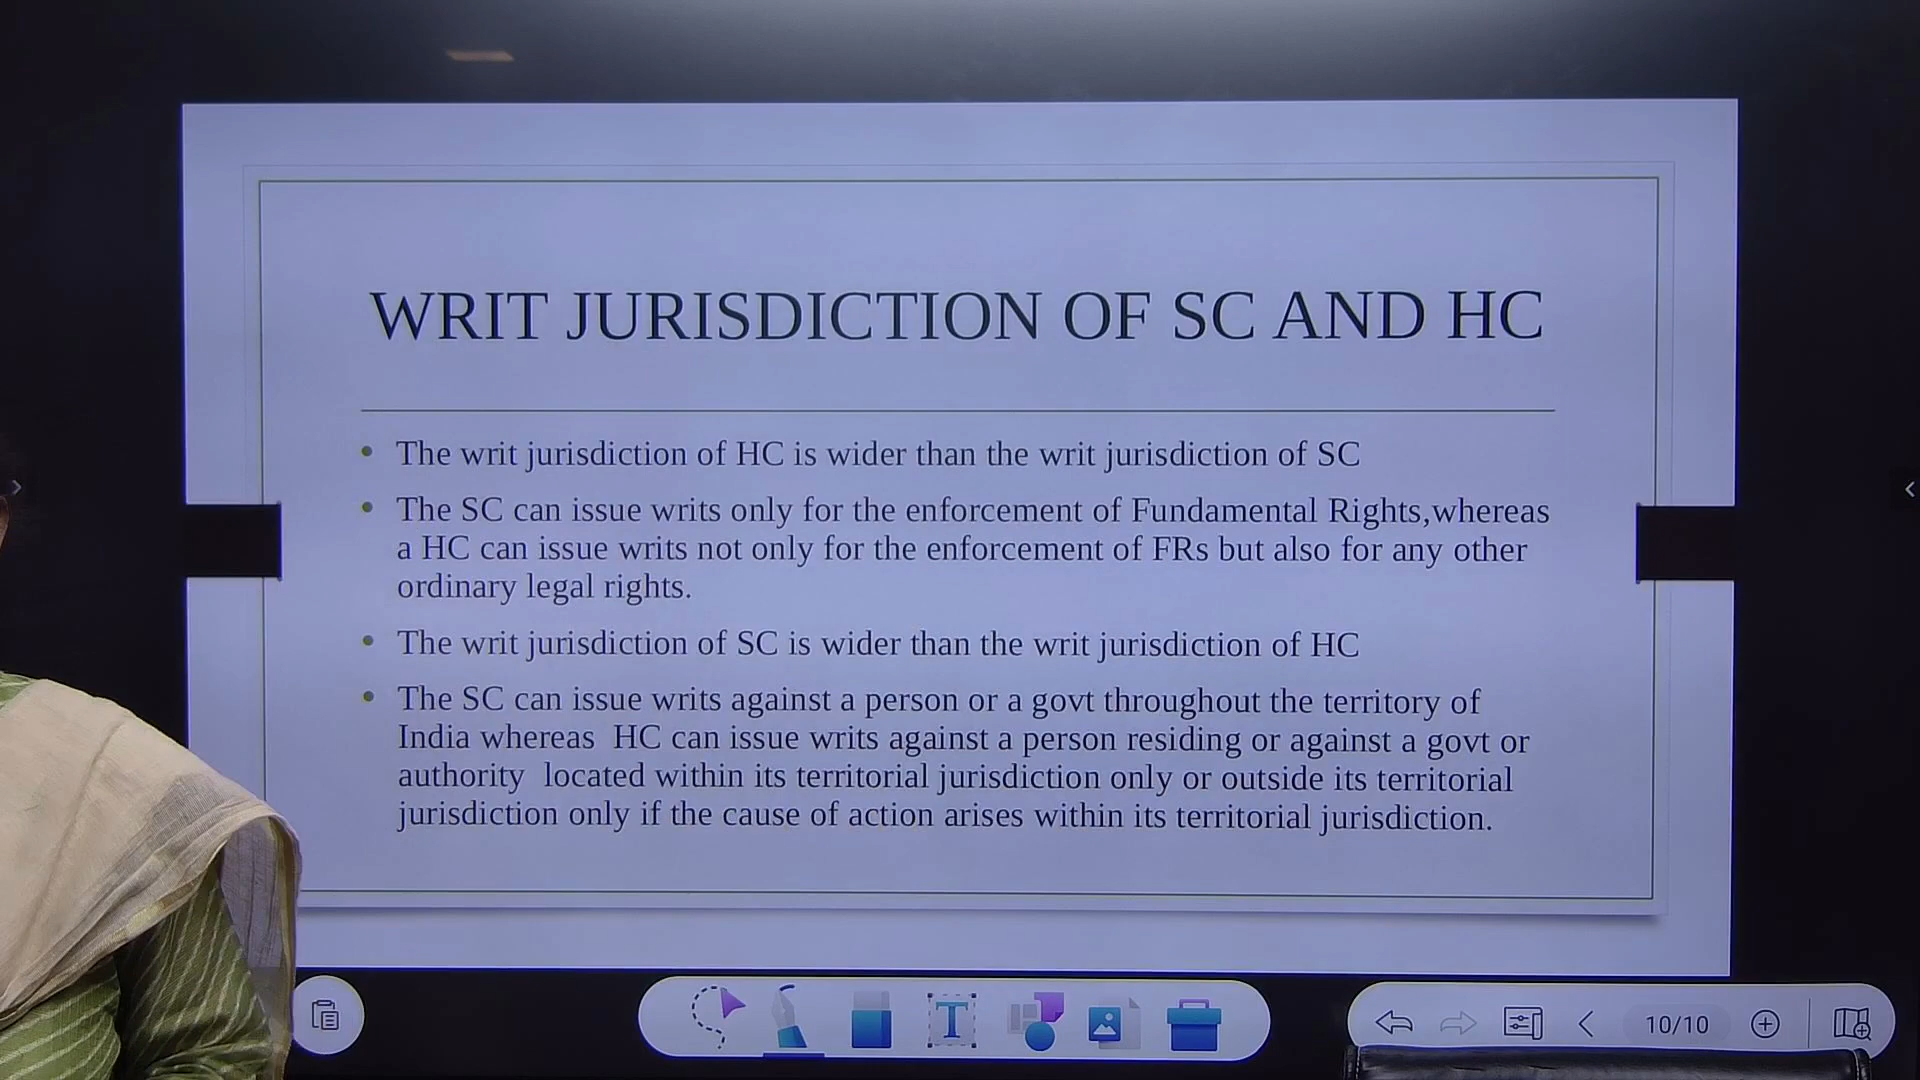 WRIT JURISDICTION OF SC AND HC
• The writ jurisdiction of HC is wider than the writ jurisdiction of SC
• The SC can issue writs only for the enforcement of Fundamental Rights,whereas
a HC can issue writs not only for the enforcement of FRs but also for any other
ordinary legal rights.
• The writ jurisdiction of SC is wider than the writ jurisdiction of HC
• The SC can issue writs against a person or a govt throughout the territory of
India whereas  HC can issue writs against a person residing or against a govt or
authority  located within its territorial jurisdiction only or outside its territorial
jurisdiction only if the cause of action arises within its territorial jurisdiction.
T
10/10